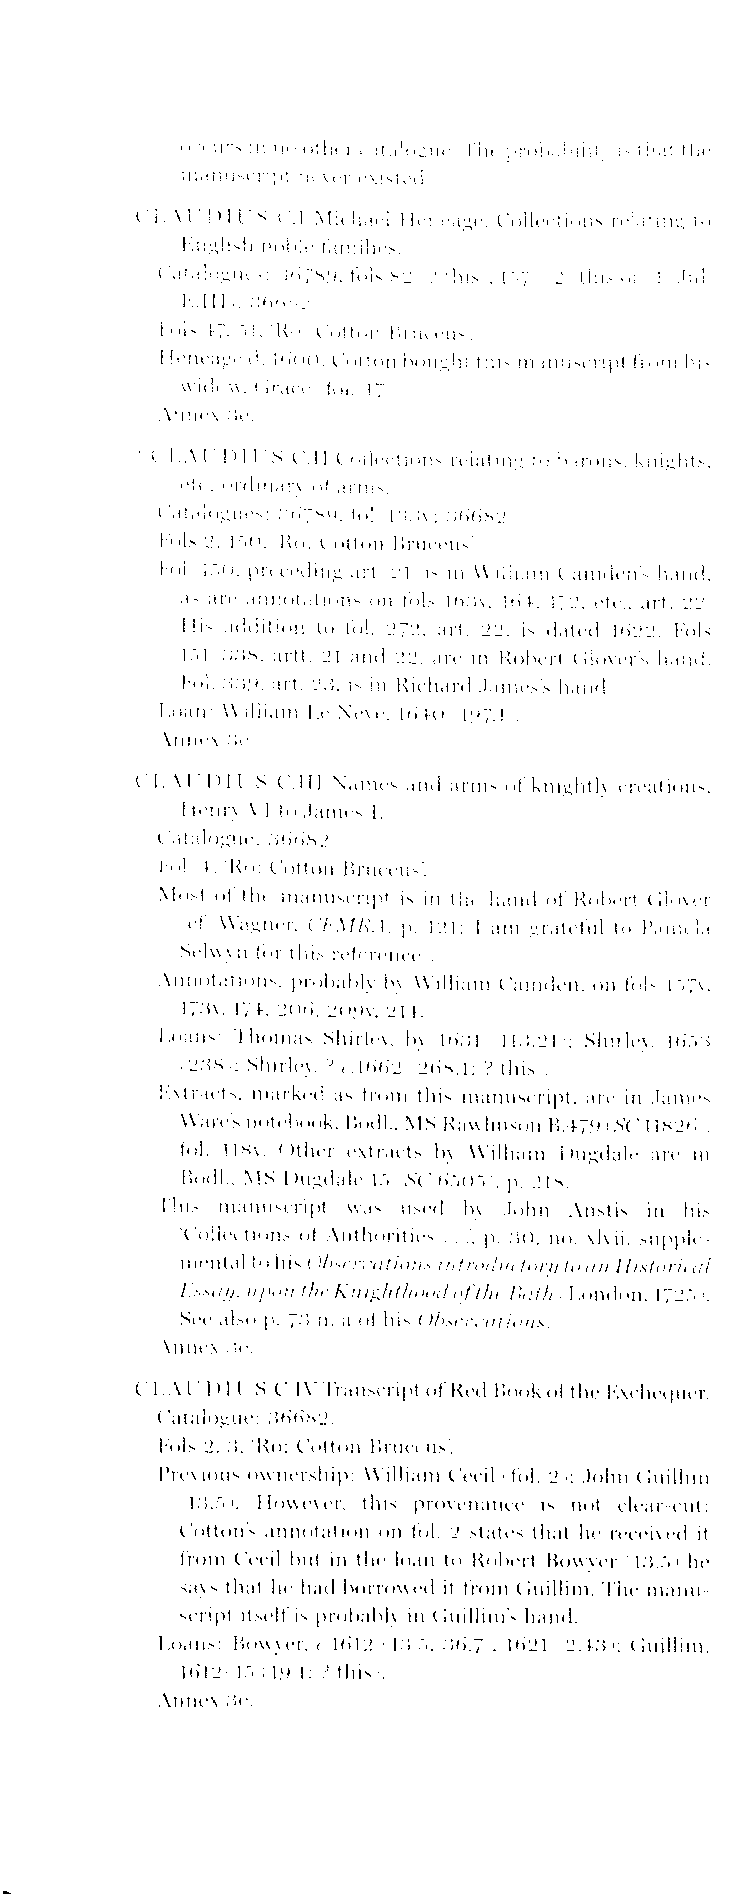 occurs in no other catalogue. The probability is that the
manuscript never existed.
CLAUDIUS C.I Michael Heneage, Collections relating to
English noble families.
Catalogues: 36789, fols 82 ? this , 157 2 this or Jul.
F.III 36682
Fols 47, 51, 'Ro: Cotton Bruceus'.
Heneage d. 1600. Cotton bought this manuscript from his
widow, Grace (fol. 47
Annex 3e.
CLAUDIUS C.II Collections relating to barons, knights,
etc; ordinary of arms.
Catalogues: 36789, fol. 133v; 36682
Fols 2, 150, 'Ro: Cotton Bruceus'
Fol. 150, preceding art. 21, is in William Camden's hand,
as are annotations on fols 163v, 164, 172, etc., art. 22.
His addition to fol. 272, art. 22, is dated 1622. Fols
151–338, artt. 21 and 22, are in Robert Glover's hand.
Fol. 339, art. 23, is in Richard James's hand
Loan: William Le Neve, 1640 (197.1).
Annex 3e
CLAUDIUS C.III Names and arms of knightly creations,
Henry VI to James I.
Catalogue: 36682
Fol. 4, 'Ro: Cotton Bruceus'.
Most of the manuscript is in the hand of Robert Glover
(cf. Wagner, CEMRA, p. 121; I am grateful to Pamela
Selwyn for this reference).
Annotations, probably by William Camden, on fols 157v,
173v, 174, 206, 209v, 214.
Loans: Thomas Shirley, by 1631 (113.21); Shirley, 1653
(238); Shirley, ? c.1662 (268.1: ? this).
Extracts, marked as from this manuscript, are in James
Ware's notebook, Bodl., MS Rawlinson B.479 (SC 11826),
fol. 118v. Other extracts by William Dugdale are in
Bodl., MS Dugdale 15 (SC 6505), p. 218.
This manuscript was used by John Anstis in his
'Collections of Authorities . . .', p. 30, no. xlvii, supple-
mental to his Observations introductory to an Historical
Essay, upon the Knighthood of the Bath (London, 1725).
See also p. 73 n. a of his Observations.
Annex 3e.
CLAUDIUS C.IV Transcript of Red Book of the Exchequer.
Catalogue: 36682.
Fols 2, 3, 'Ro: Cotton Bruceus'.
Previous ownership: William Cecil (fol. 2); John Guillim
(13.5). However, this provenance is not clear-cut:
Cotton's annotation on fol. 2 states that he received it
from Cecil but in the loan to Robert Bowyer (13.5) he
says that he had borrowed it from Guillim. The manu-
script itself is probably in Guillim's hand.
Loans: Bowyer, c.1612 (13.5, 36.7), 1621 (2.43); Guillim,
1612–15 (49.4: ? this).
Annex 3e.